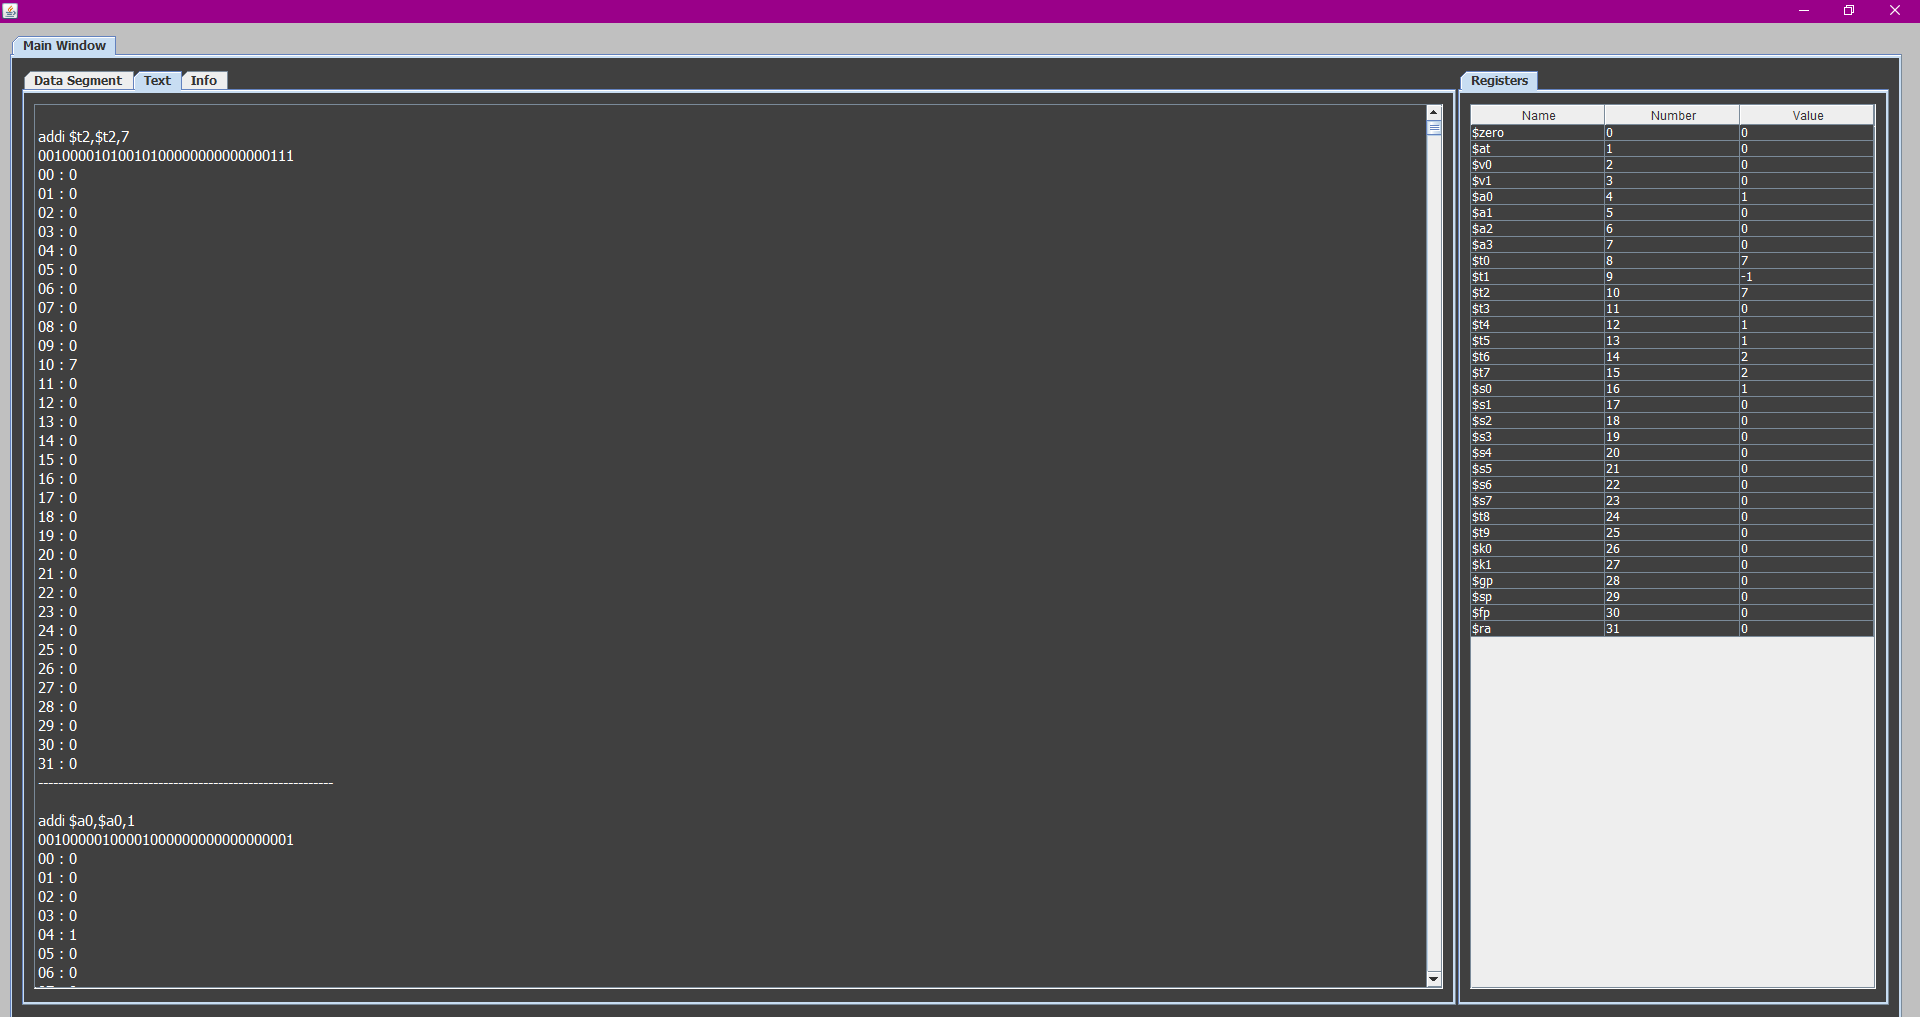 Main Window
Data Segment Text Info
addi $t2,$t2,7
00100001010010100000000000000111
00 : 0
01 : 0
02 : 0
03 : 0
04 : 0
05 : 0
06 : 0
07 : 0
08 : 0
09 : 0
10 : 7
11 : 0
12 : 0
13 : 0
14 : 0
15 : 0
16 : 0
17 : 0
18 : 0
19 : 0
20 : 0
21 : 0
22 : 0
23 : 0
24 : 0
25 : 0
26 : 0
27 : 0
28 : 0
29 : 0
30 : 0
31 : 0
-----------------------------------------------------------
addi $a0,$a0,1
00100000100001000000000000000001
00 : 0
01 : 0
02 : 0
03 : 0
04 : 1
05 : 0
06 : 0
Registers
Name Number Value
$zero 0 0
$at 1 0
$v0 2 0
$v1 3 0
$a0 4 1
$a1 5 0
$a2 6 0
$a3 7 0
$t0 8 7
$t1 9 -1
$t2 10 7
$t3 11 0
$t4 12 1
$t5 13 1
$t6 14 2
$t7 15 2
$s0 16 1
$s1 17 0
$s2 18 0
$s3 19 0
$s4 20 0
$s5 21 0
$s6 22 0
$s7 23 0
$t8 24 0
$t9 25 0
$k0 26 0
$k1 27 0
$gp 28 0
$sp 29 0
$fp 30 0
$ra 31 0